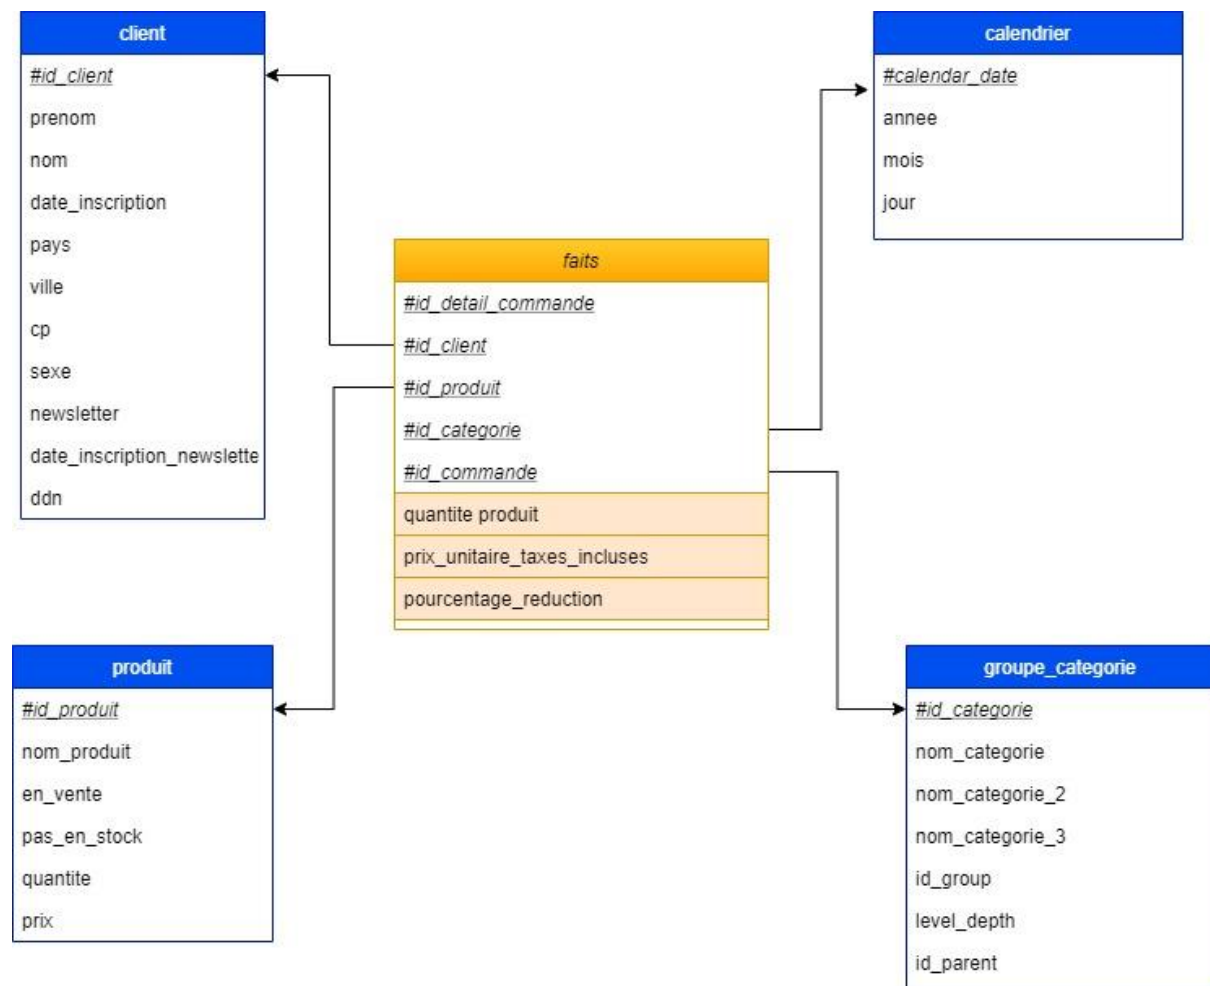 client
#id_client
prenom
nom
date_inscription
pays
ville
cp
sexe
newsletter
date_inscription_newslette
ddn
calendrier
#calendar_date
annee
mois
jour
faits
#id_detail_commande
#id_client
#id_produit
#id_categorie
#id_commande
quantite produit
prix_unitaire_taxes_incluses
pourcentage_reduction
produit
#id_produit
nom_produit
en_vente
pas_en_stock
quantite
prix
groupe_categorie
#id_categorie
nom_categorie
nom_categorie_2
nom_categorie_3
id_group
level_depth
id_parent